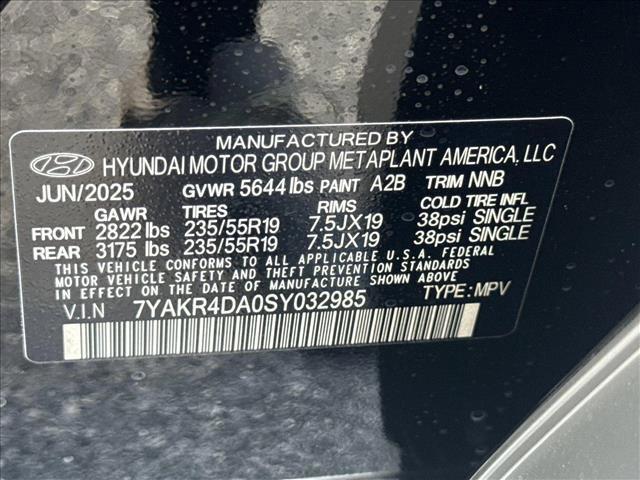 MANUFACTURED BY
HYUNDAI MOTOR GROUP METAPLANT AMERICA, LLC
JUN/2025 GVWR 5644 lbs PAINT A2B TRIM NNB
GAWR TIRES RIMS COLD TIRE INFL
FRONT 2822 lbs 235/55R19 7.5JX19 38psi SINGLE
REAR 3175 lbs 235/55R19 7.5JX19 38psi SINGLE
THIS VEHICLE CONFORMS TO ALL APPLICABLE U.S.A. FEDERAL
MOTOR VEHICLE SAFETY AND THEFT PREVENTION STANDARDS
IN EFFECT ON THE DATE OF MANUFACTURE SHOWN ABOVE
V.I.N 7YAKR4DA0SY032985 TYPE: MPV